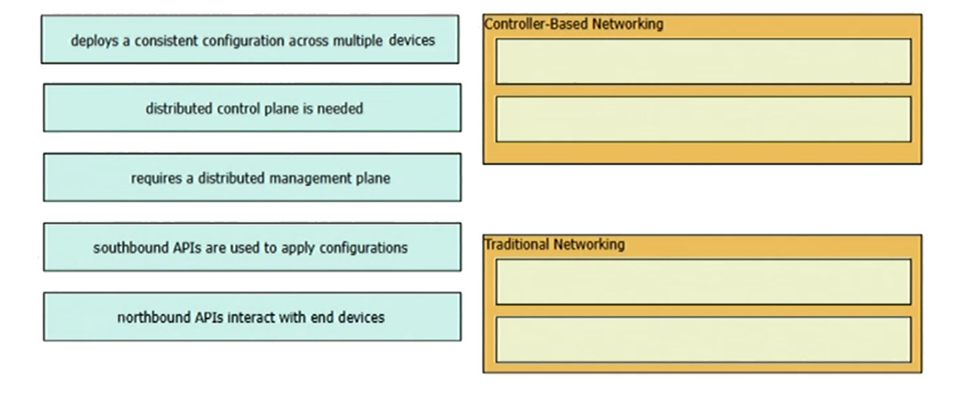 deploys a consistent configuration across multiple devices
distributed control plane is needed
requires a distributed management plane
southbound APIs are used to apply configurations
northbound APIs interact with end devices
Controller-Based Networking
Traditional Networking